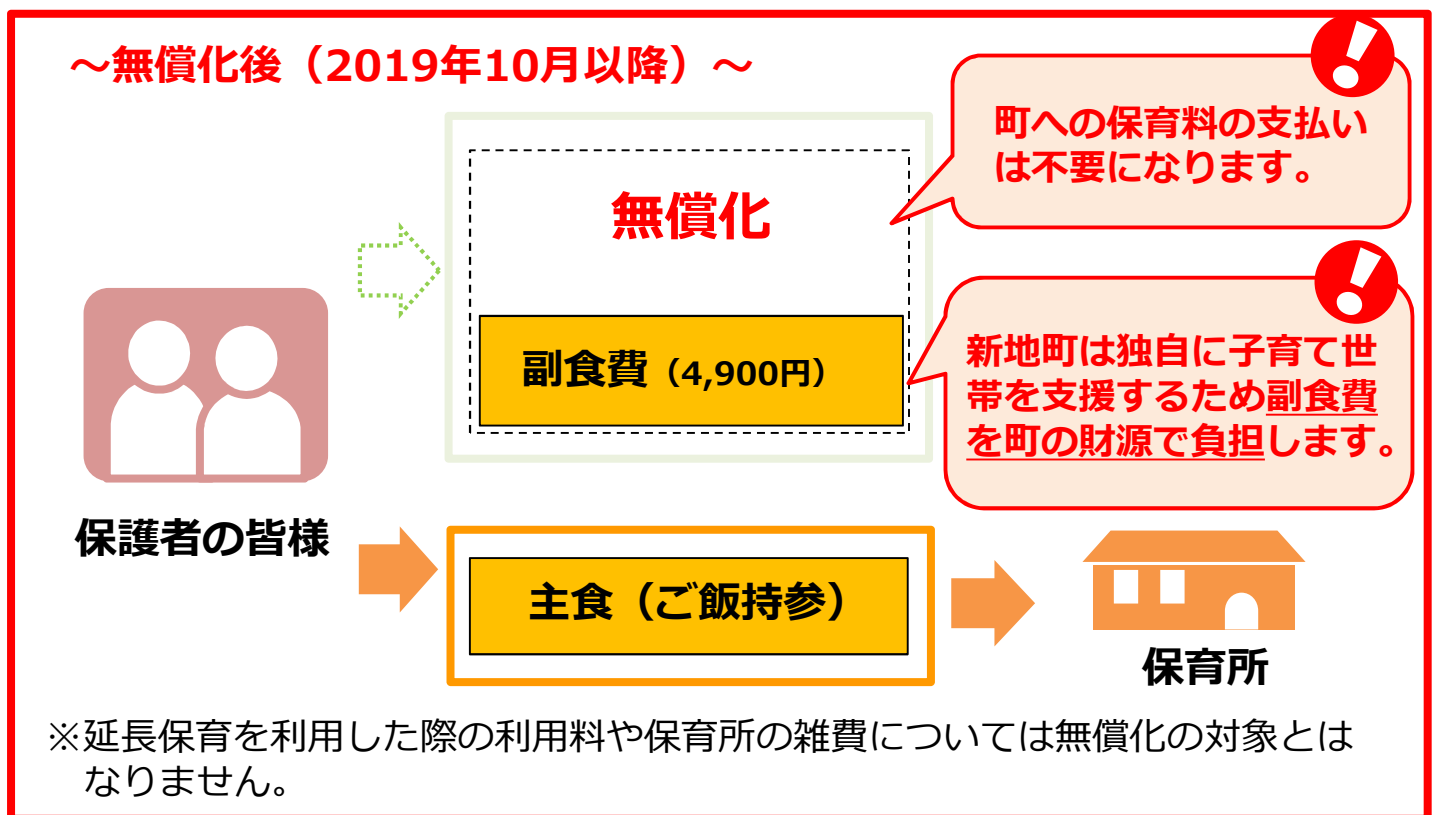 ～無償化後（2019年10月以降）～
町への保育料の支払い
は不要になります。
無償化
副食費（4,900円）
新地町は独自に子育て世
帯を支援するため副食費
を町の財源で負担します。
保護者の皆様
主食（ご飯持参）
保育所
※延長保育を利用した際の利用料や保育所の雑費については無償化の対象とは
なりません。